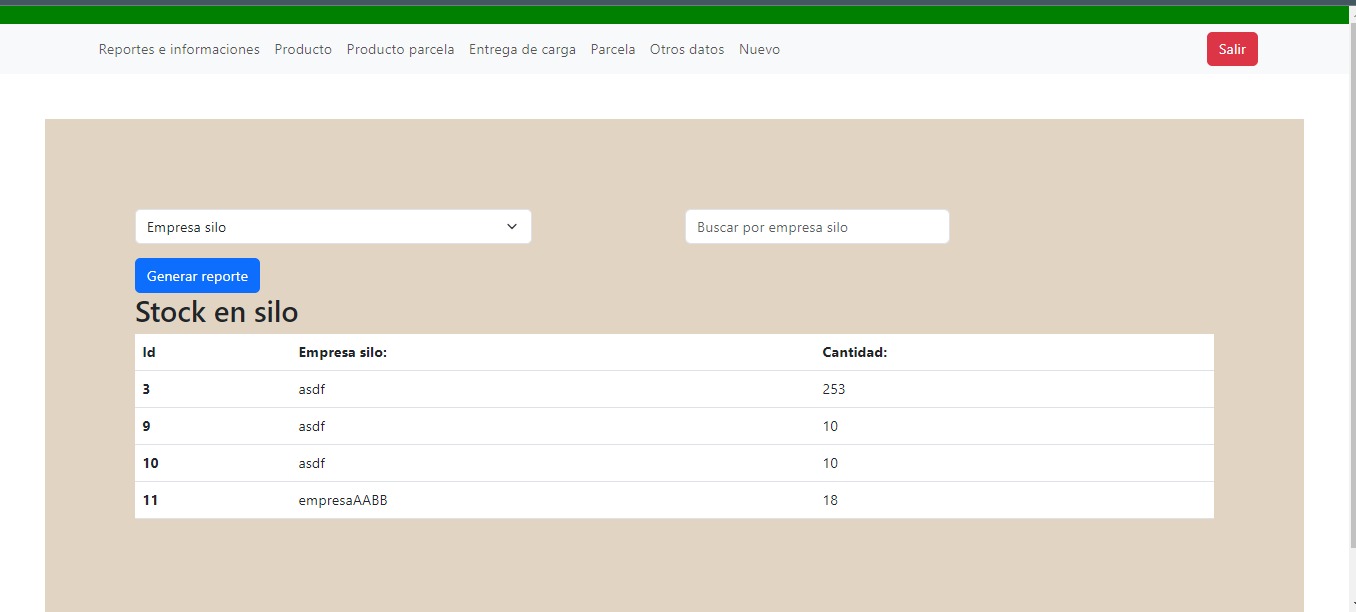 Reportes e informaciones Producto Producto parcela Entrega de carga Parcela Otros datos Nuevo Salir
Empresa silo Buscar por empresa silo
Generar reporte
Stock en silo
Id Empresa silo: Cantidad:
3 asdf 253
9 asdf 10
10 asdf 10
11 empresaAABB 18